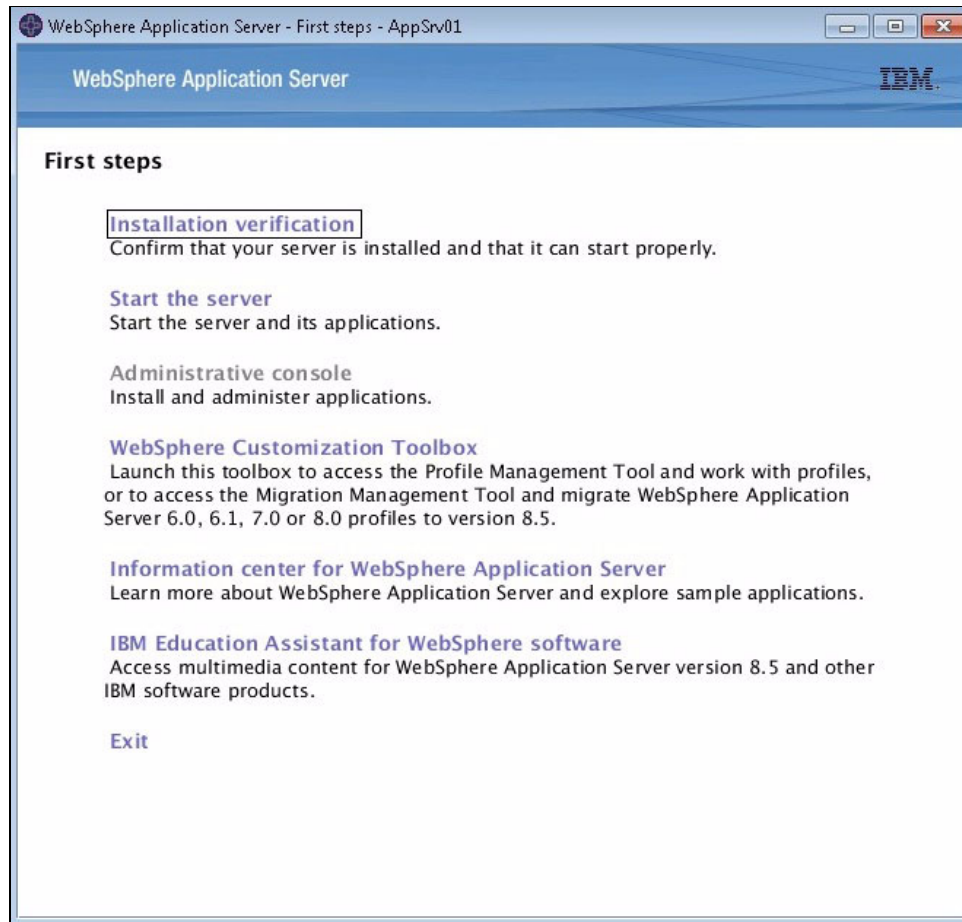 WebSphere Application Server - First steps - AppSrv01
WebSphere Application Server
IBM.
First steps
Installation verification
Confirm that your server is installed and that it can start properly.
Start the server
Start the server and its applications.
Administrative console
Install and administer applications.
WebSphere Customization Toolbox
Launch this toolbox to access the Profile Management Tool and work with profiles,
or to access the Migration Management Tool and migrate WebSphere Application
Server 6.0, 6.1, 7.0 or 8.0 profiles to version 8.5.
Information center for WebSphere Application Server
Learn more about WebSphere Application Server and explore sample applications.
IBM Education Assistant for WebSphere software
Access multimedia content for WebSphere Application Server version 8.5 and other
IBM software products.
Exit